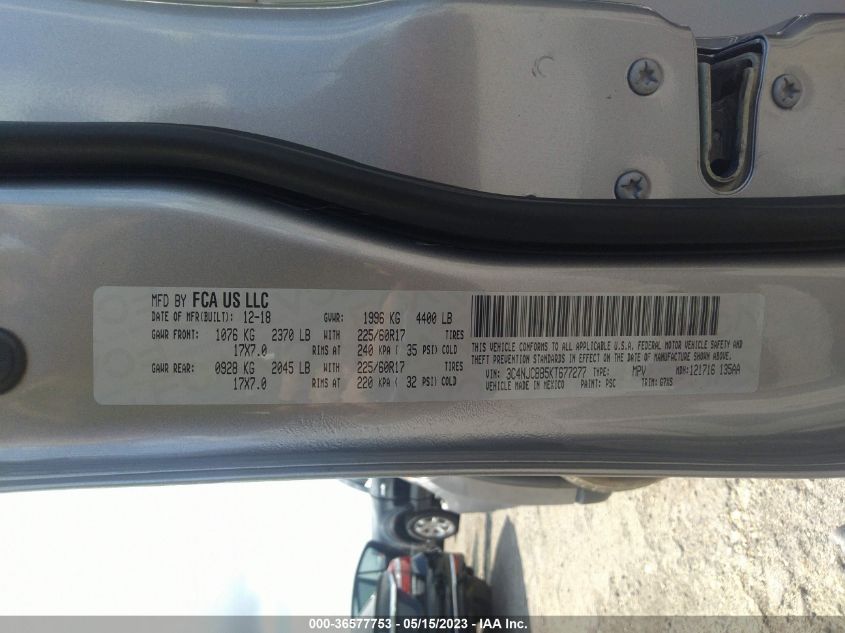 MFD BY FCA US LLC
DATE OF MFR(BUILT): 12-18 GVWR: 1996 KG 4400 LB
GAWR FRONT: 1076 KG 2370 LB WITH 225/60R17 TIRES
17X7.0 RIMS AT 240 KPA ( 35 PSI) COLD
GAWR REAR: 0928 KG 2045 LB WITH 225/60R17 TIRES
17X7.0 RIMS AT 220 KPA ( 32 PSI) COLD
THIS VEHICLE CONFORMS TO ALL APPLICABLE U.S.A. FEDERAL MOTOR VEHICLE SAFETY AND
THEFT PREVENTION STANDARDS IN EFFECT ON THE DATE OF MANUFACTURE SHOWN ABOVE.
VIN: 3C4NJCBB5KT677277 TYPE: MPV MDH: 121716 135AA
VEHICLE MADE IN MEXICO PAINT: PSC TRIM: G7XS
000-36577753 - 05/15/2023 - IAA Inc.